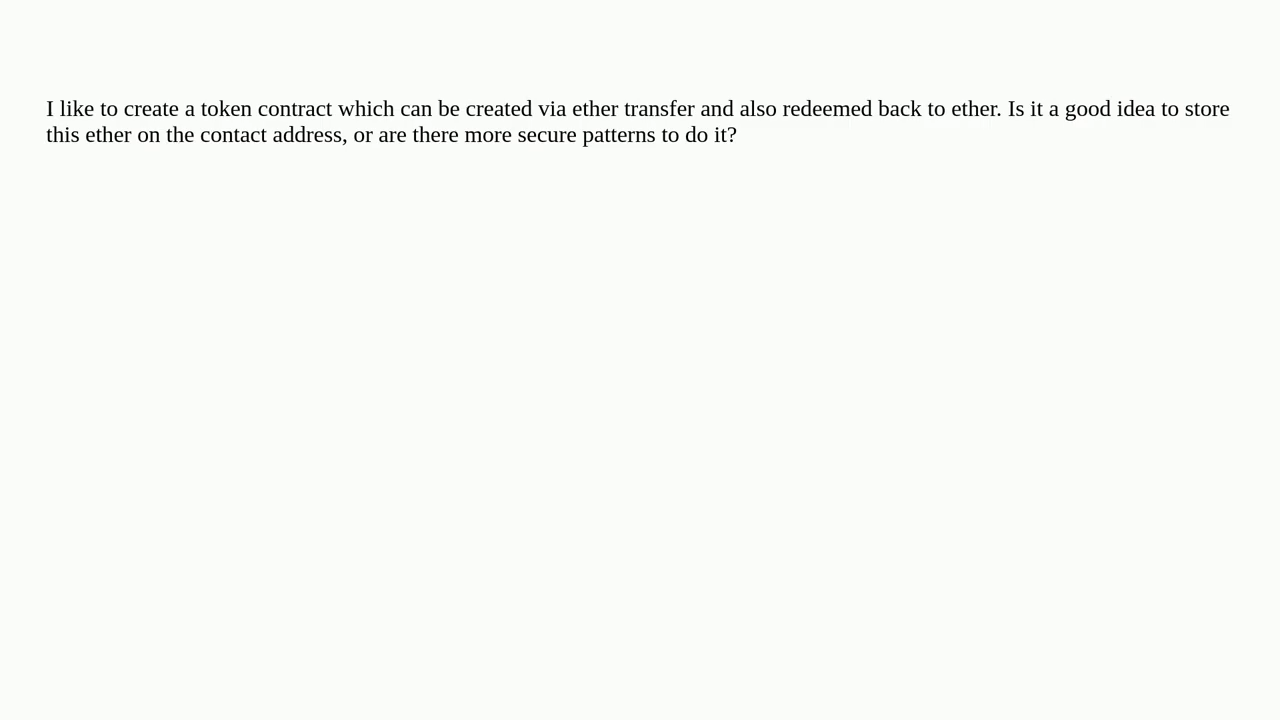 I like to create a token contract which can be created via ether transfer and also redeemed back to ether. Is it a good idea to store
this ether on the contact address, or are there more secure patterns to do it?